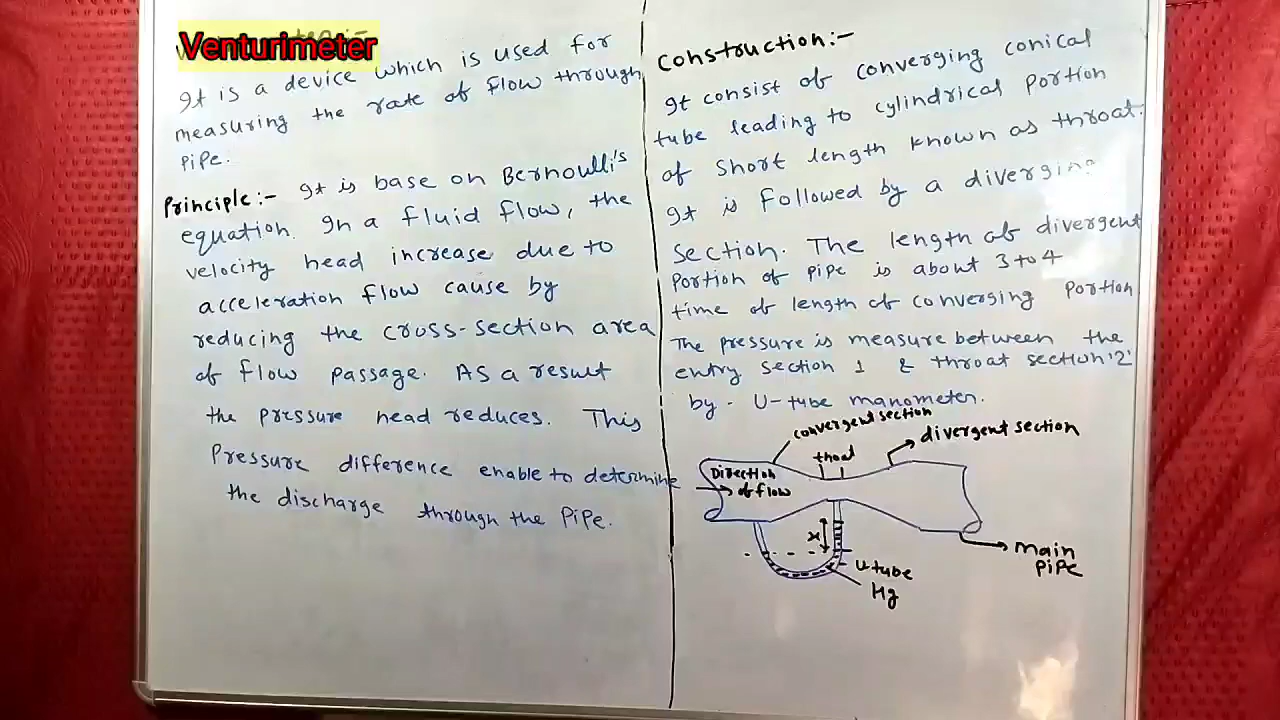 Venturimeter
It is a device which is used for
measuring the rate of flow through
pipe.
Principle:- It is base on Bernoulli's
equation. In a fluid flow, the
velocity head increase due to
acceleration flow cause by
reducing the cross-section area
of flow passage. As a result
the pressure head reduces. This
Pressure difference enable to determine
the discharge through the pipe.
Construction:-
It consist of converging conical
tube leading to cylindrical portion
of short length known as throat.
It is followed by a diverging
section. The length of divergent
portion of pipe is about 3 to 4
time of length of converging portion
The pressure is measure between the
entry section 1 & throat section '2'
by - U-tube manometer.
convergent section
divergent section
thoat
Direction
of flow
x
U tube
Hg
main
pipe